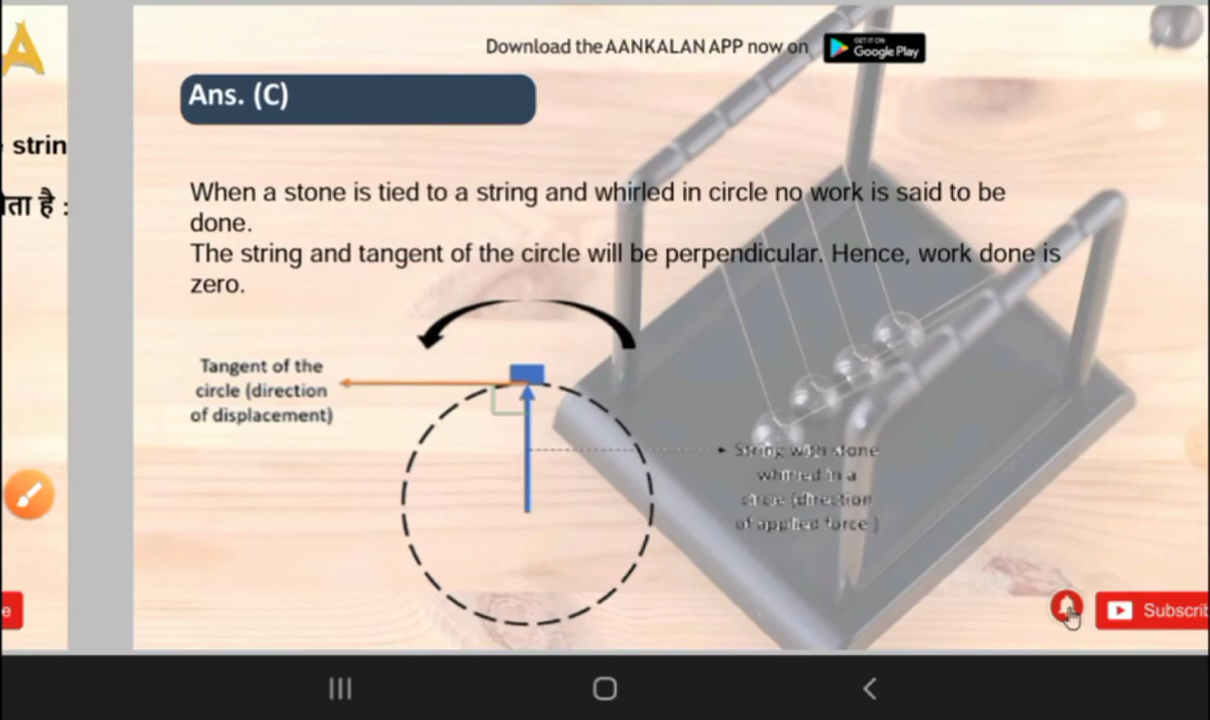 A
Download the AANKALAN APP now on
GET IT ON
Google Play
Ans. (C)
strin
When a stone is tied to a string and whirled in circle no work is said to be
done.
The string and tangent of the circle will be perpendicular. Hence, work done is
zero.
Tangent of the
circle (direction
of displacement)
String with stone
whirled in a
circle (direction
of applied force )
Subscrib